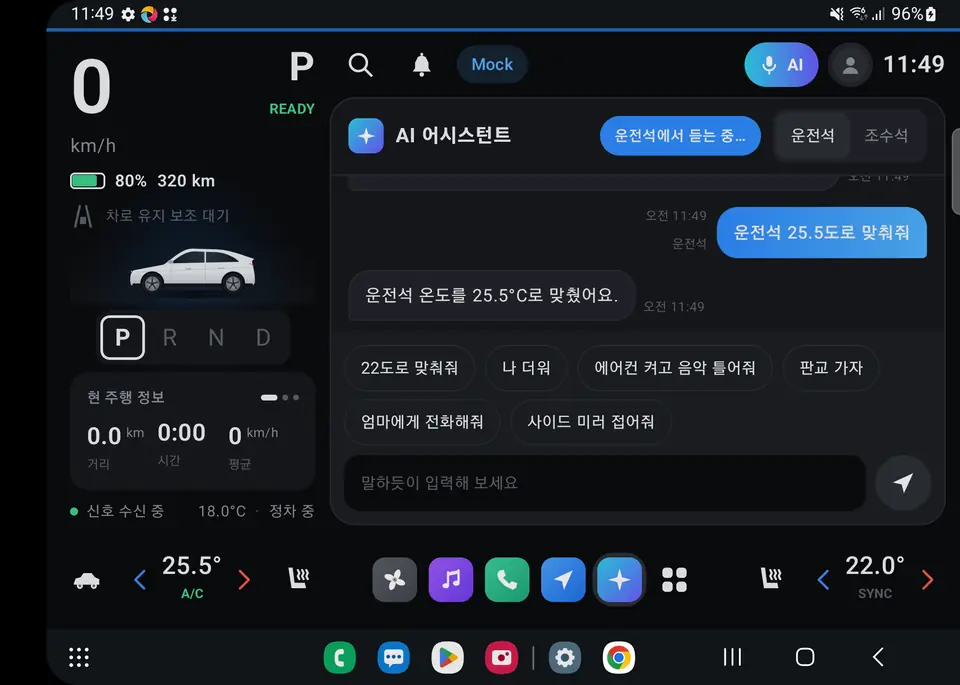 11:49
96%
0
P
READY
km/h
80% 320 km
차로 유지 보조 대기
P R N D
현 주행 정보
0.0 km 0:00 0 km/h
거리 시간 평균
신호 수신 중 18.0°C · 정차 중
Mock
AI
11:49
AI 어시스턴트
운전석에서 듣는 중...
운전석 조수석
오전 11:49
오전 11:49
운전석
운전석 25.5도로 맞춰줘
운전석 온도를 25.5°C로 맞췄어요.
오전 11:49
22도로 맞춰줘 나 더워 에어컨 켜고 음악 틀어줘 판교 가자
엄마에게 전화해줘 사이드 미러 접어줘
말하듯이 입력해 보세요
25.5°
A/C
22.0°
SYNC